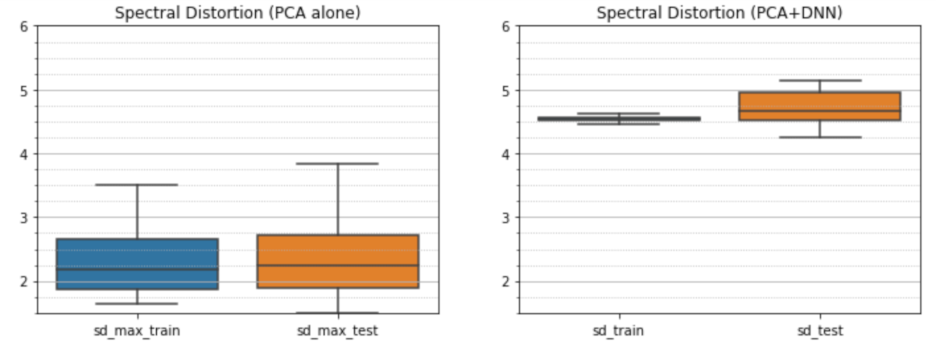 Spectral Distortion (PCA alone)
6
5
4
3
2
sd_max_train sd_max_test
Spectral Distortion (PCA+DNN)
6
5
4
3
2
sd_train sd_test